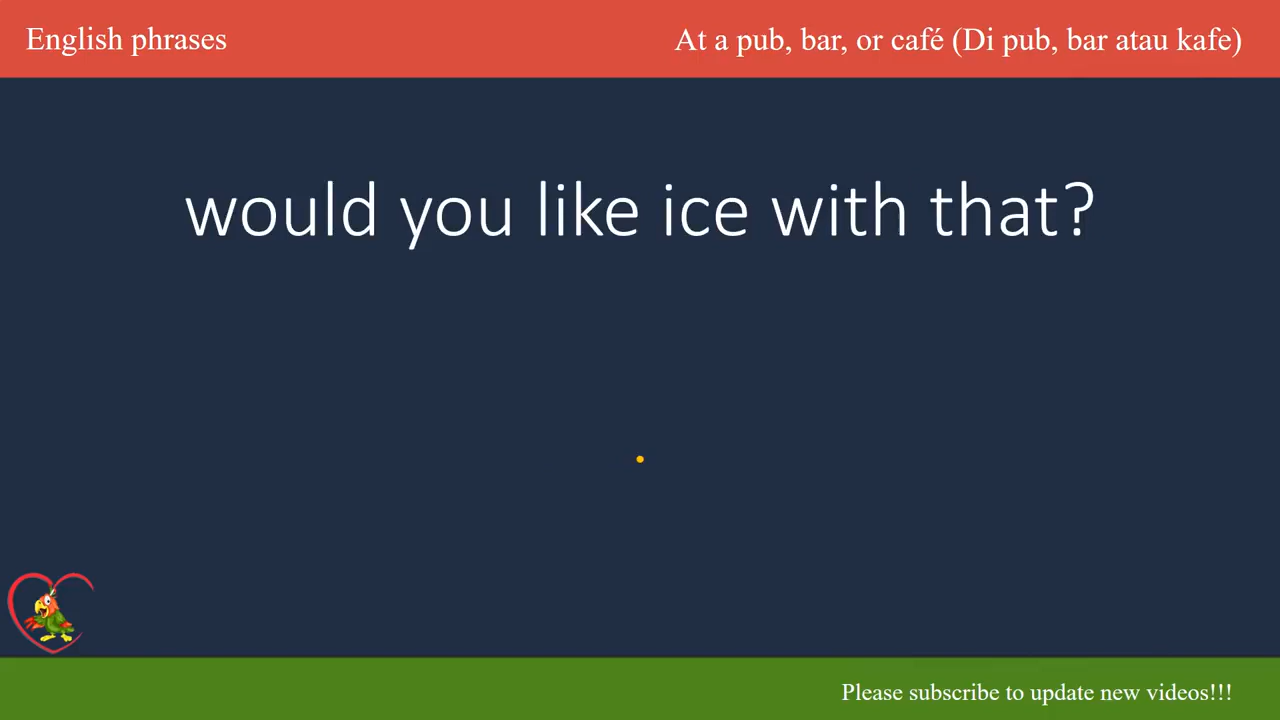 English phrases
At a pub, bar, or café (Di pub, bar atau kafe)
would you like ice with that?
Please subscribe to update new videos!!!